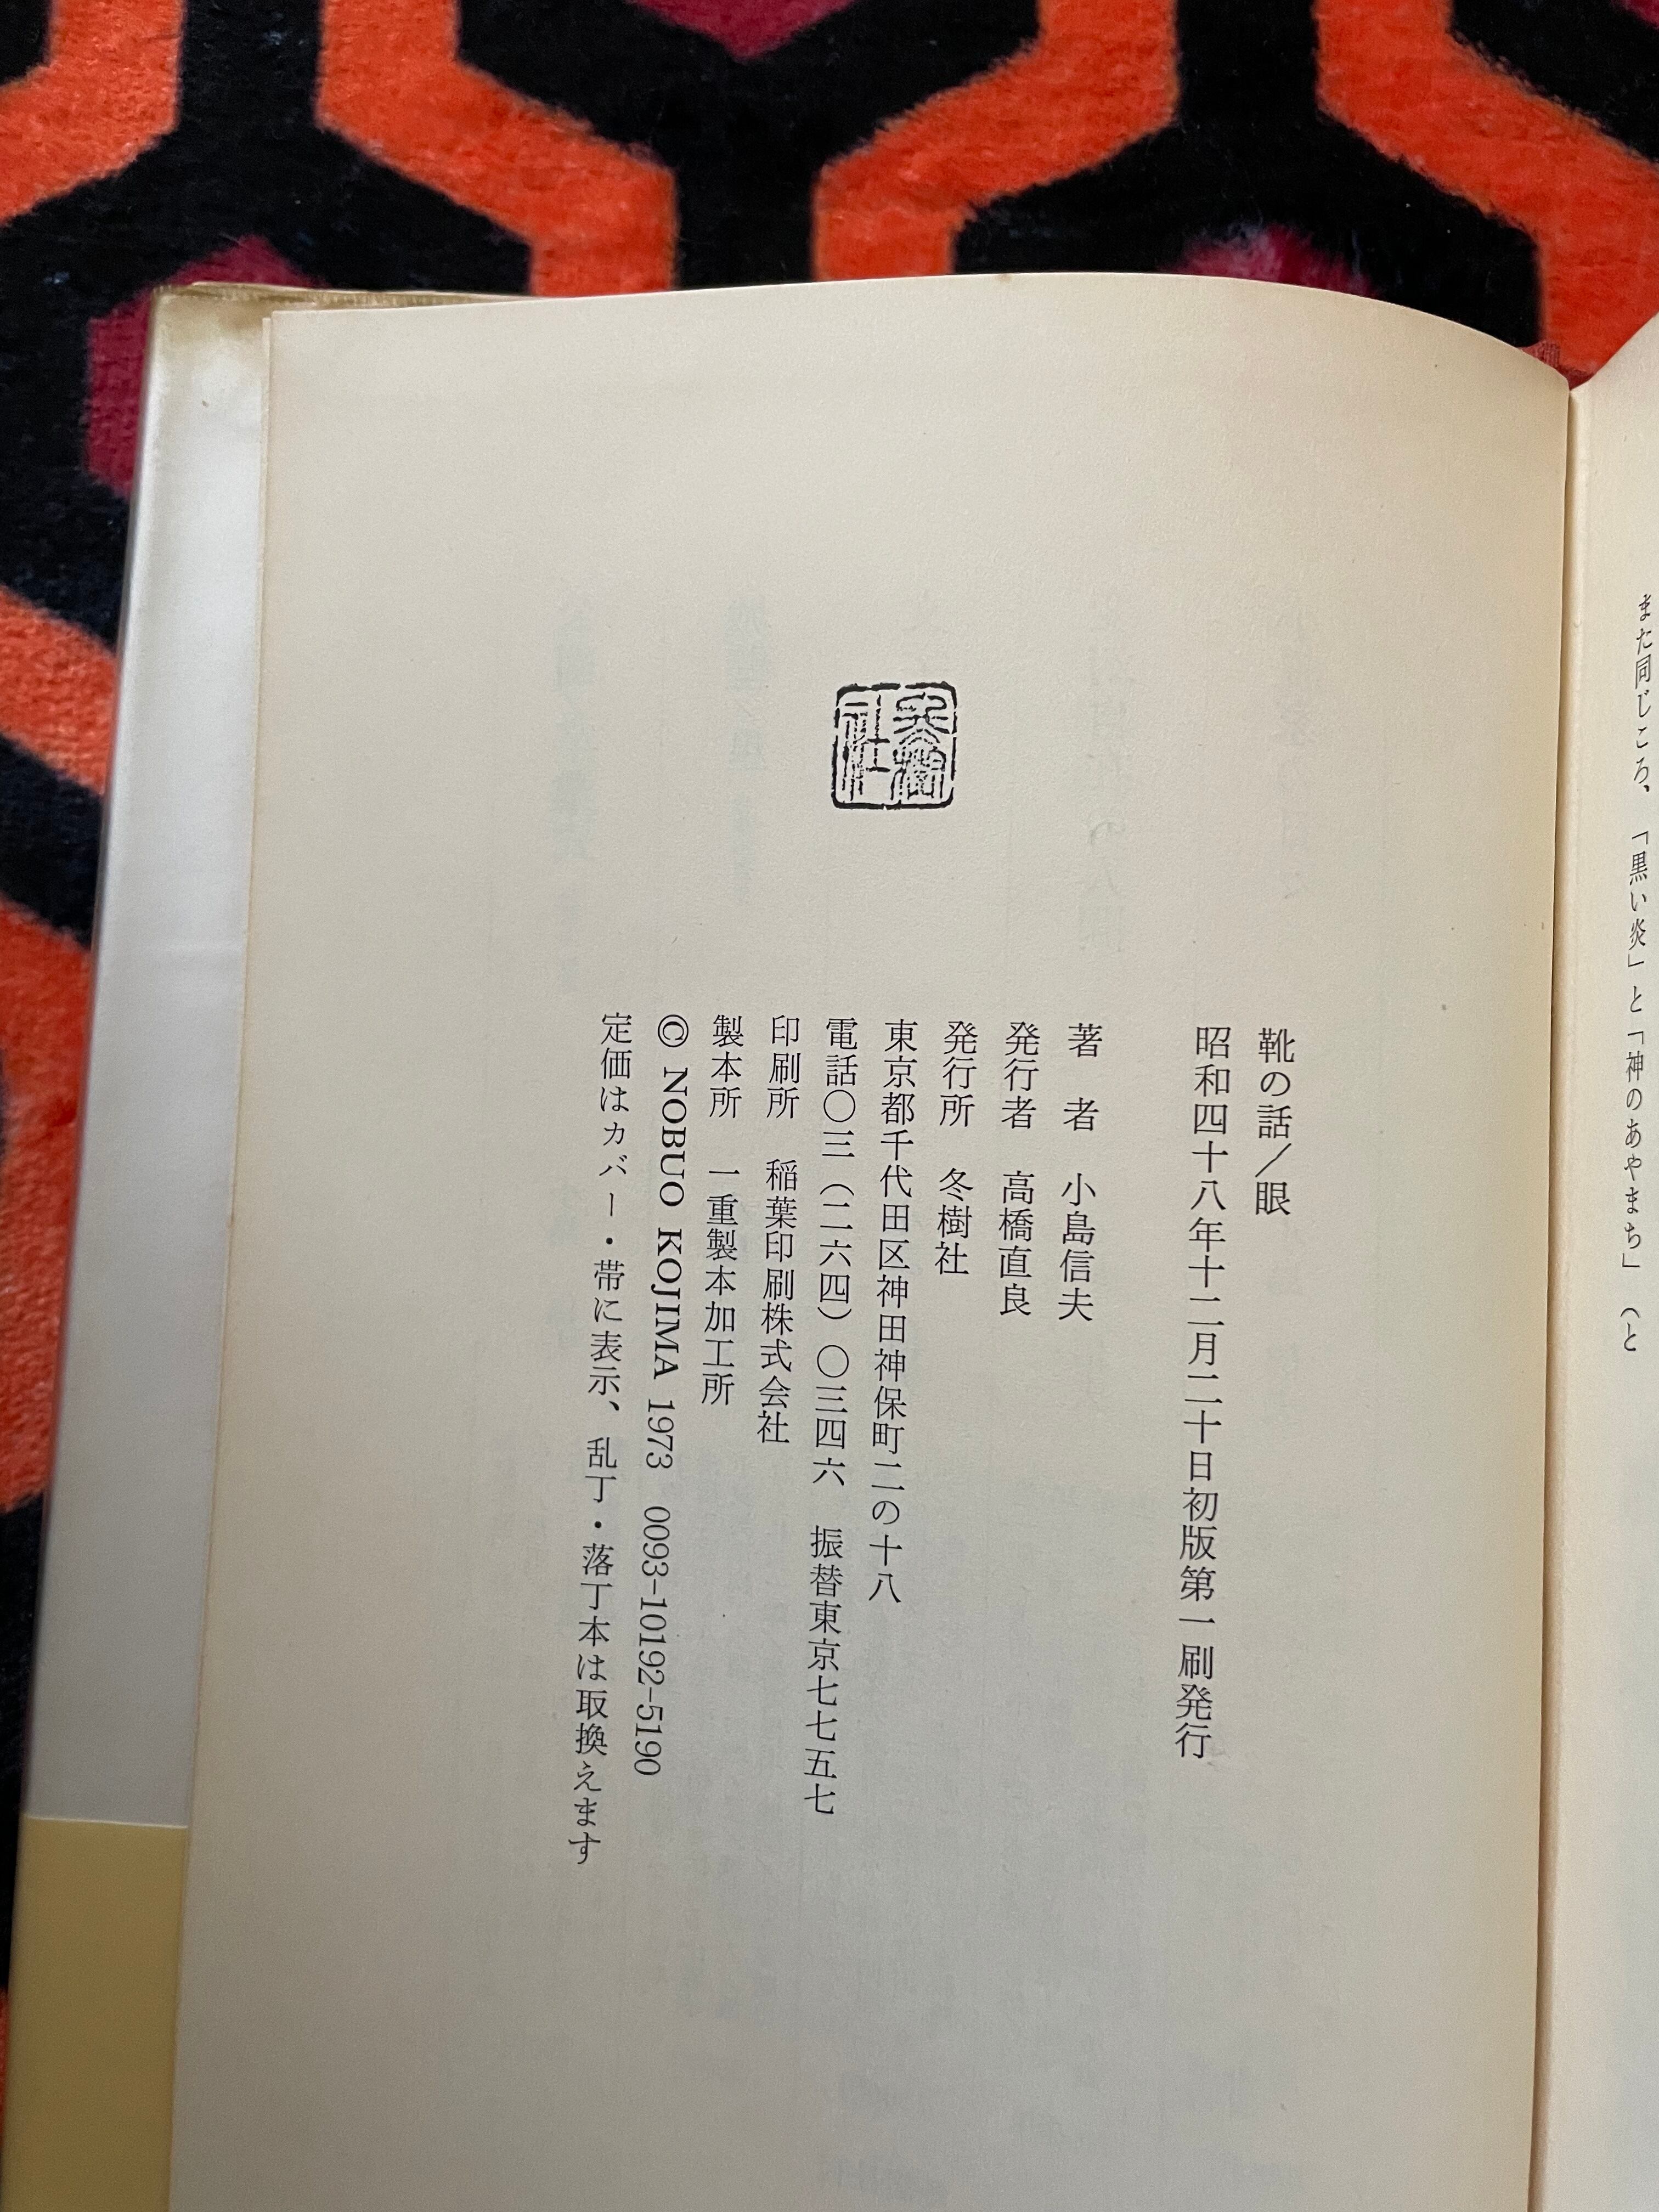 また同じころ、「黒い炎」と「神のあやまち」（と
靴の話／眼
昭和四十八年十二月二十日初版第一刷発行
著　者　小島信夫
発行者　高橋直良
発行所　冬樹社
東京都千代田区神田神保町二の十八
電話〇三（二六四）〇三四六　振替東京七七五七
印刷所　稲葉印刷株式会社
製本所　一重製本加工所
© NOBUO KOJIMA 1973　0093-10192-5190
定価はカバー・帯に表示、乱丁・落丁本は取換えます
冬樹社